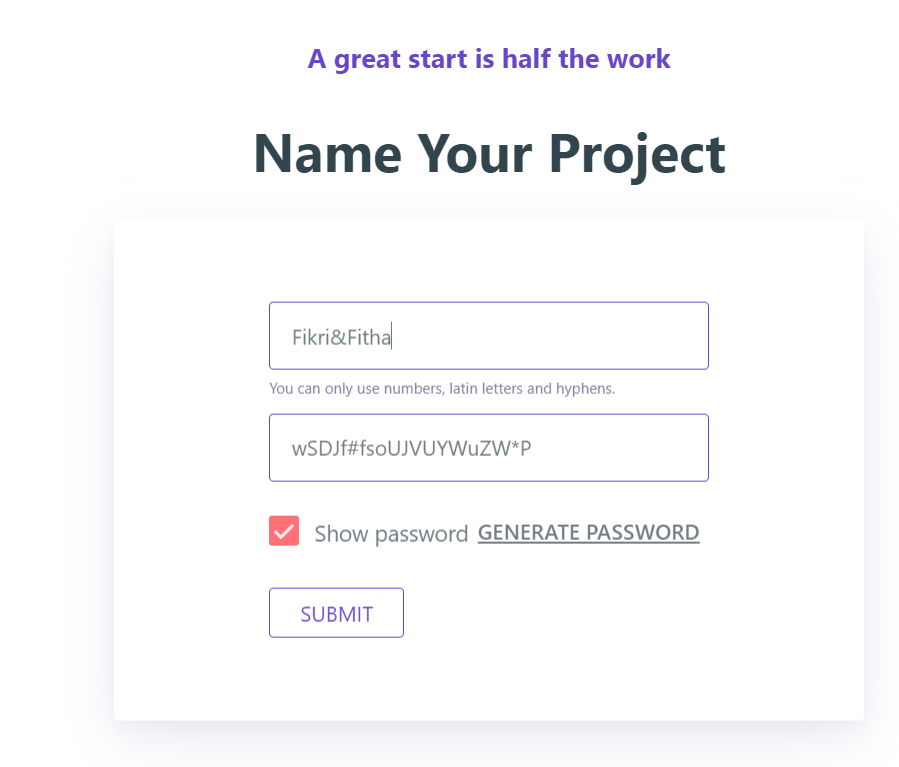 A great start is half the work
Name Your Project
Fikri&Fitha
You can only use numbers, latin letters and hyphens.
wSDJf#fsoUJVUYWuZW*P
Show password GENERATE PASSWORD
SUBMIT